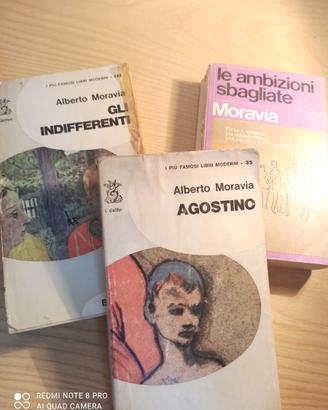 I PIÙ FAMOSI LIBRI MODERNI
Alberto Moravia
GLI
INDIFFERENTI
le ambizioni
sbagliate
Moravia
I PIÙ FAMOSI LIBRI MODERNI - 35
Alberto Moravia
AGOSTINO
I Delfini
REDMI NOTE 8 PRO
AI QUAD CAMERA